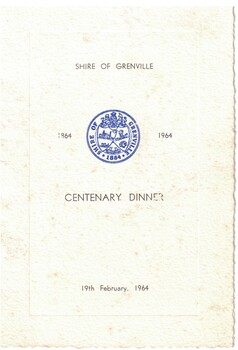 SHIRE OF GRENVILLE
1864 1964
SHIRE OF GRENVILLE
1864
CENTENARY DINNER
19th February, 1964